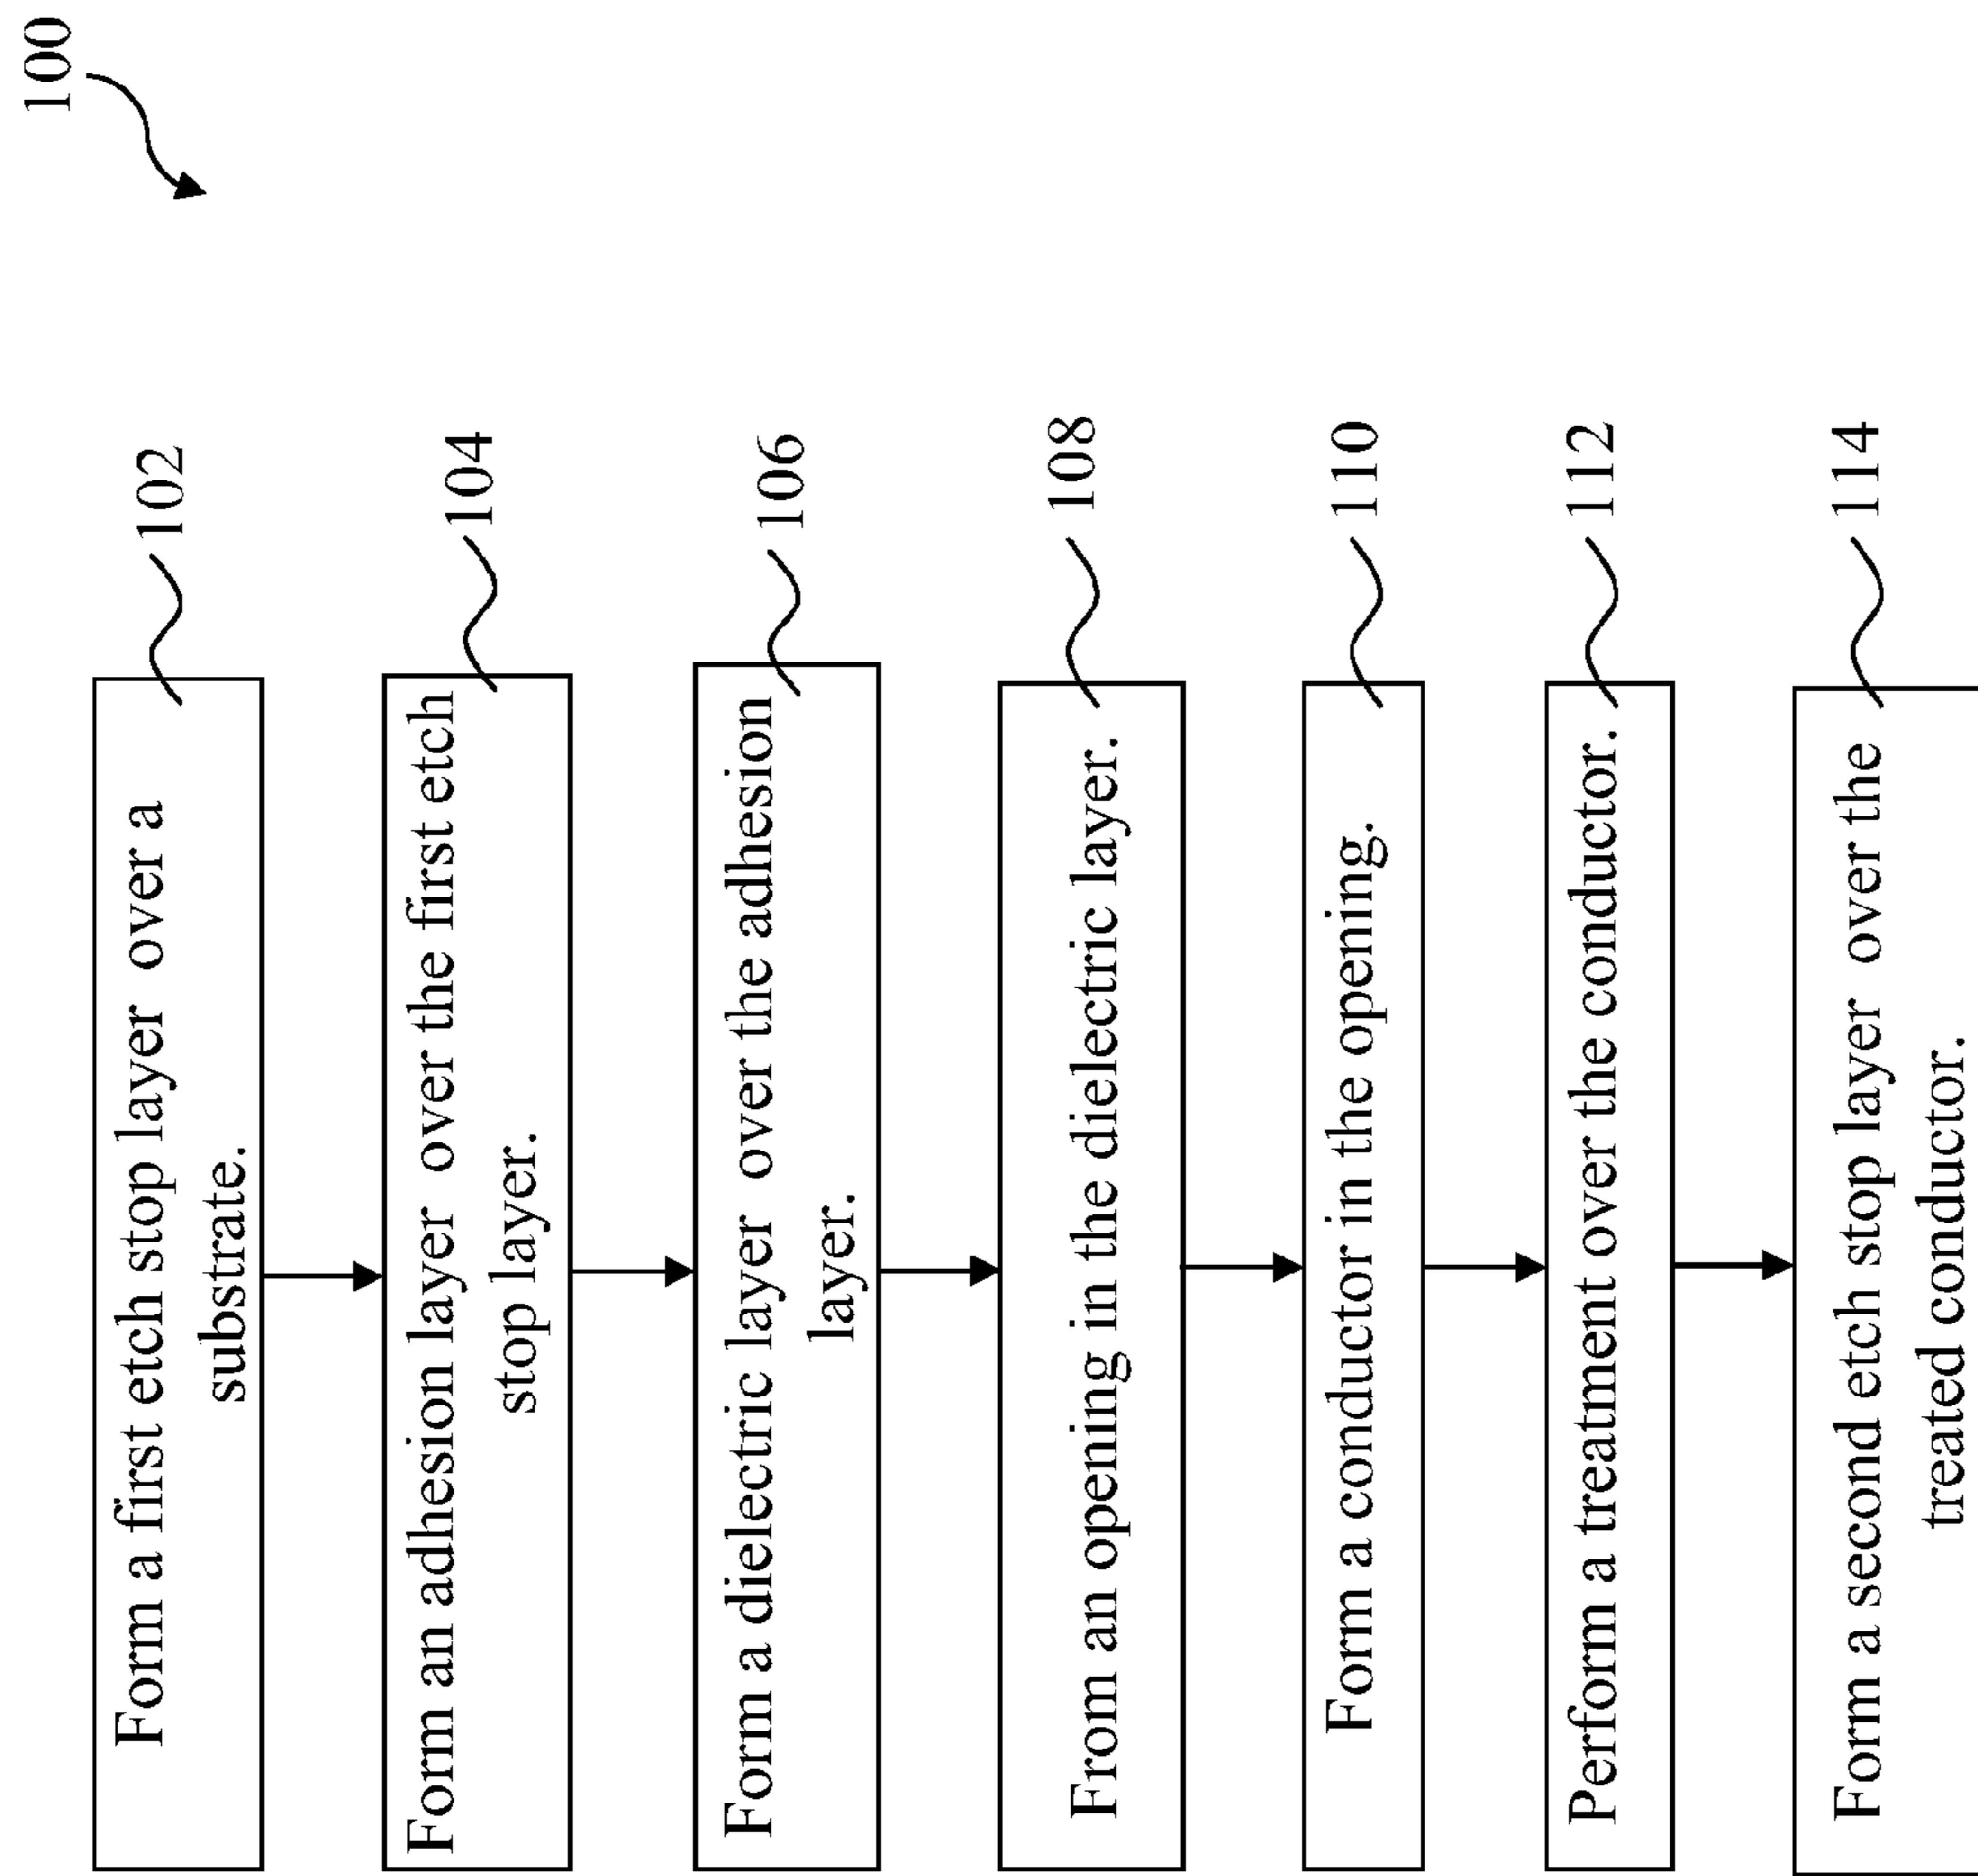 100
Form a first etch stop layer over a
substrate.
102
Form an adhesion layer over the first etch
stop layer.
104
Form a dielectric layer over the adhesion
layer.
106
From an opening in the dielectric layer.
108
Form a conductor in the opening.
110
Perform a treatment over the conductor.
112
Form a second etch stop layer over the
treated conductor.
114